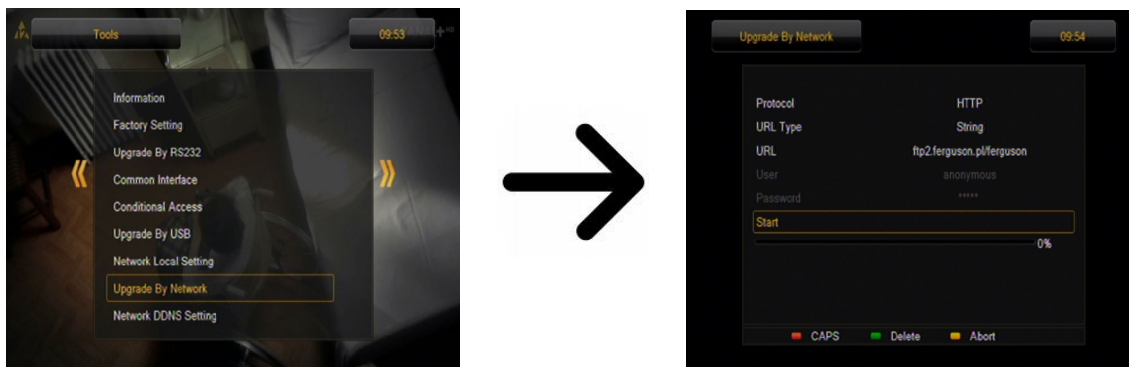 Tools
09:53
Information
Factory Setting
Upgrade By RS232
Common Interface
Conditional Access
Upgrade By USB
Network Local Setting
Upgrade By Network
Network DDNS Setting
Upgrade By Network
09:54
Protocol HTTP
URL Type String
URL ftp2.ferguson.pl/ferguson
User anonymous
Password *****
Start
0%
CAPS Delete Abort